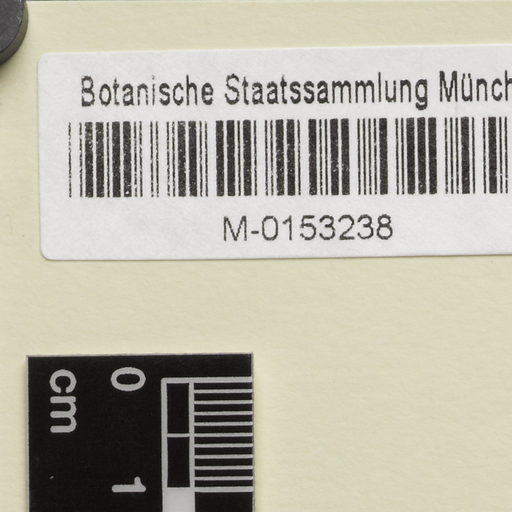 Botanische Staatssammlung Münch
M-0153238
cm
0
1